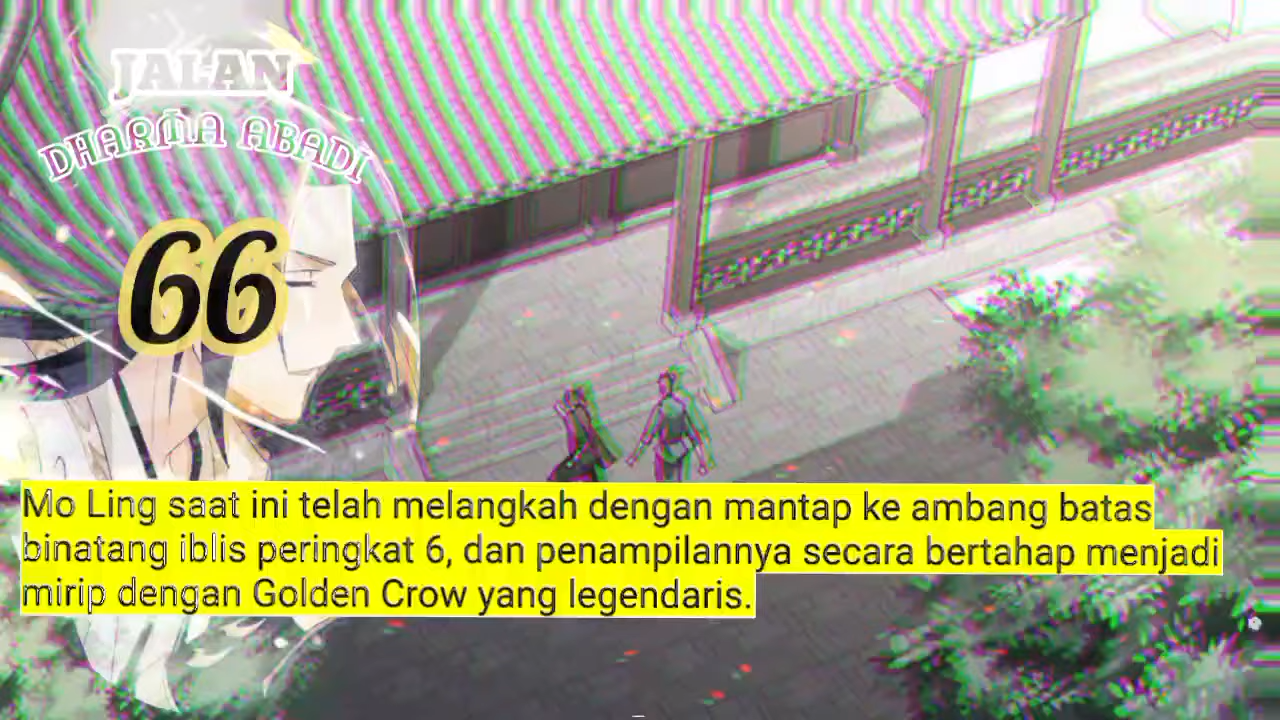 JALAN
DHARMA ABADI
66
Mo Ling saat ini telah melangkah dengan mantap ke ambang batas
binatang iblis peringkat 6, dan penampilannya secara bertahap menjadi
mirip dengan Golden Crow yang legendaris.